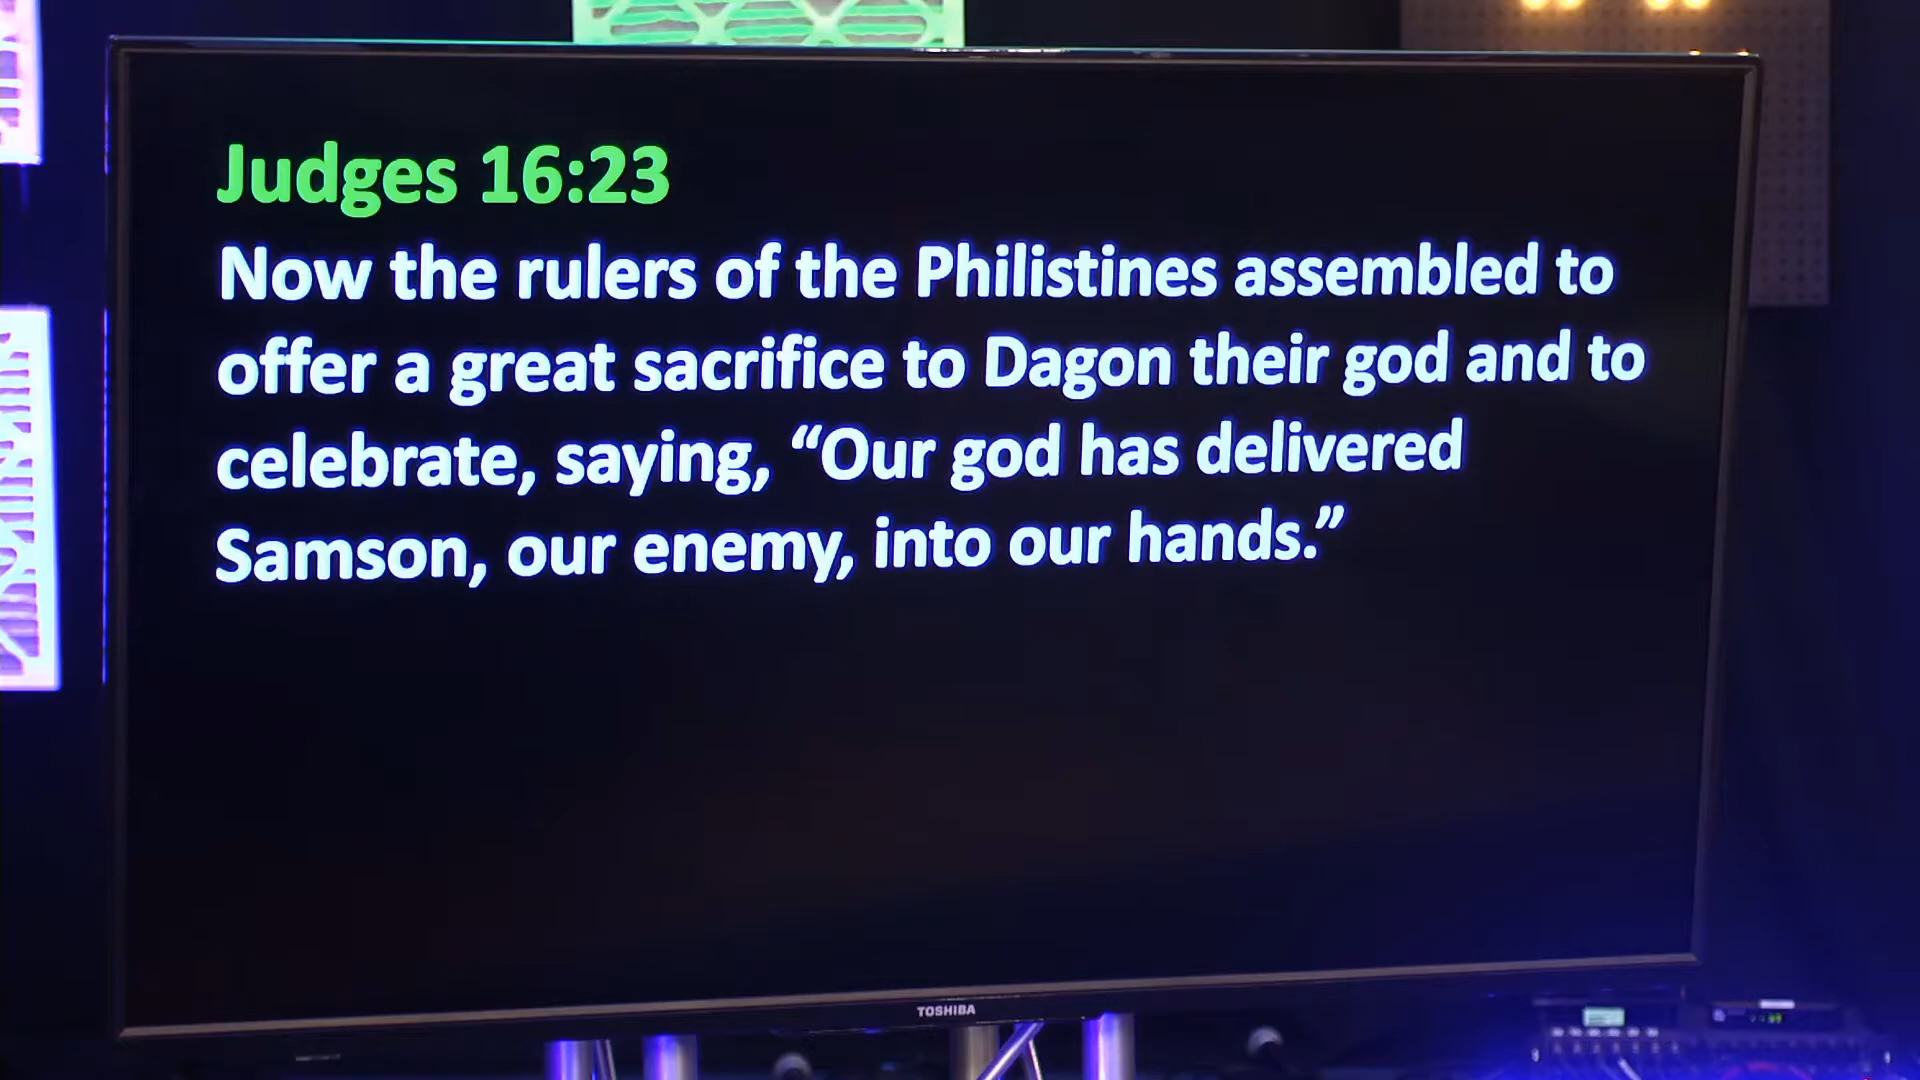 Judges 16:23
Now the rulers of the Philistines assembled to
offer a great sacrifice to Dagon their god and to
celebrate, saying, “Our god has delivered
Samson, our enemy, into our hands.”
TOSHIBA